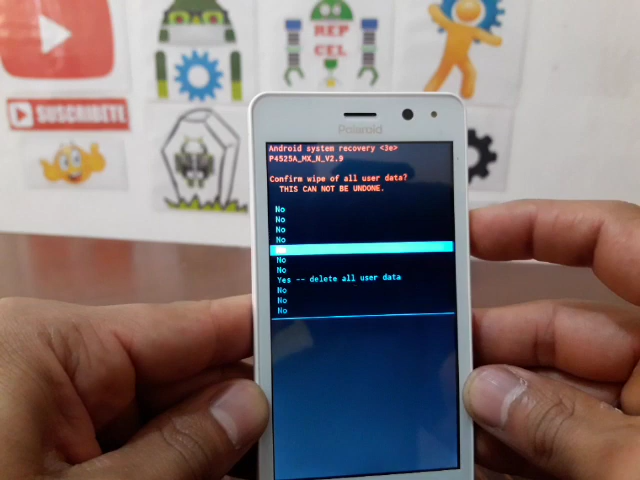 REP
CEL
SUSCRIBETE
Polaroid
Android system recovery <3e>
P4525A_MX_N_V2.9
Confirm wipe of all user data?
THIS CAN NOT BE UNDONE.
No
No
No
No
No
No
No
Yes -- delete all user data
No
No
No